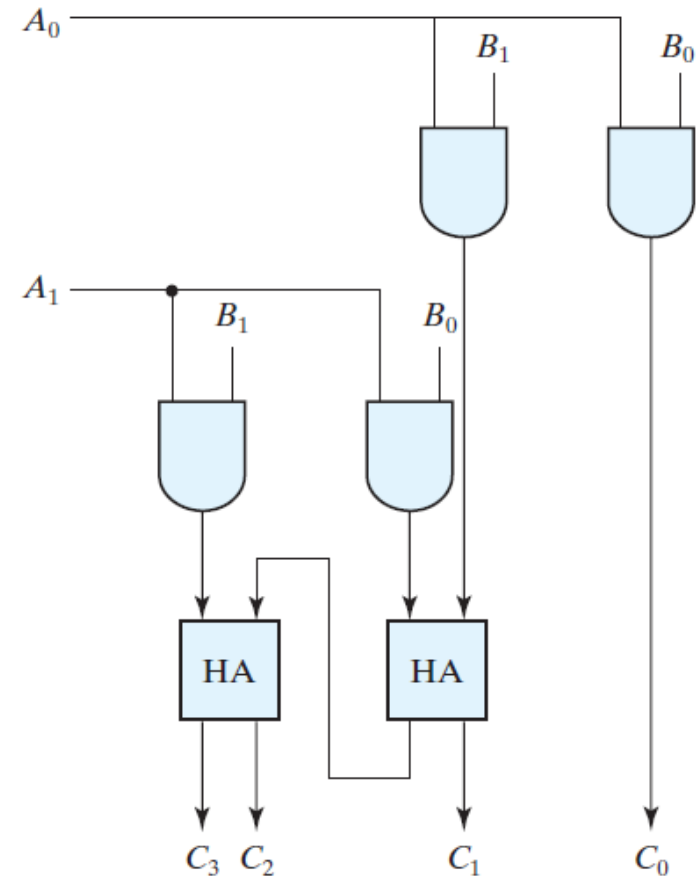 A₀
B₁ B₀
A₁
B₁ B₀
HA HA
C₃ C₂ C₁ C₀